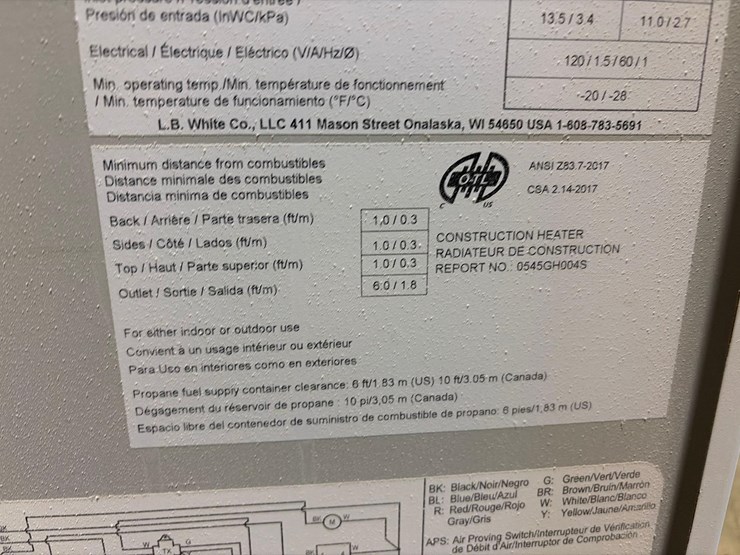 Presión de entrada (InWC/kPa)
13.5 / 3.4
11.0 / 2.7
Electrical / Électrique / Eléctrico (V/A/Hz/Ø)
120 / 1.5 / 60 / 1
Min. operating temp./Min. température de fonctionnement
/ Min. temperature de funcionamiento (°F/°C)
-20 / -28
L.B. White Co., LLC 411 Mason Street Onalaska, WI 54650 USA 1-608-783-5691
Minimum distance from combustibles
Distance minimale des combustibles
Distancia minima de combustibles
Back / Arrière / Parte trasera (ft/m)
1.0 / 0.3
Sides / Côté / Lados (ft/m)
1.0 / 0.3
Top / Haut / Parte superior (ft/m)
1.0 / 0.3
Outlet / Sortie / Salida (ft/m)
6.0 / 1.8
OTL
C US
ANSI Z83.7-2017
CSA 2.14-2017
CONSTRUCTION HEATER
RADIATEUR DE CONSTRUCTION
REPORT NO.: 0545GH004S
For either indoor or outdoor use
Convient à un usage intérieur ou extérieur
Para Uso en interiores como en exteriores
Propane fuel supply container clearance: 6 ft/1.83 m (US) 10 ft/3.05 m (Canada)
Dégagement du réservoir de propane : 10 pi/3,05 m (Canada)
Espacio libre del contenedor de suministro de combustible de propano: 6 pies/1,83 m (US)
BK: Black/Noir/Negro
BL: Blue/Bleu/Azul
R: Red/Rouge/Rojo
Gray/Gris
G: Green/Vert/Verde
BR: Brown/Bruin/Marrón
W: White/Blanc/Blanco
Y: Yellow/Jaune/Amarillo
APS: Air Proving Switch/Interrupteur de Vérification
de Débit d'Air/Interruptor de Comprobación
BK
M
W
BK
BK
W
TX
G
BK
W